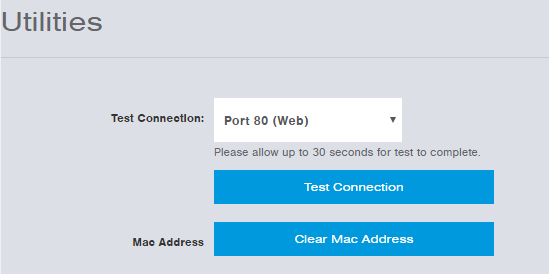 Utilities
Test Connection: Port 80 (Web)
Please allow up to 30 seconds for test to complete.
Test Connection
Mac Address Clear Mac Address